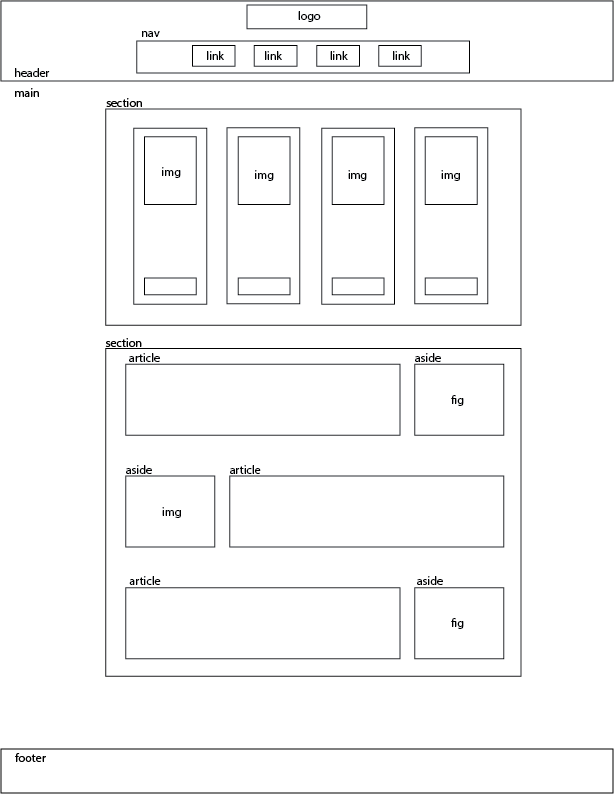 logo
nav
link link link link
header
main
section
img img img img
section
article aside
fig
aside article
img
article aside
fig
footer